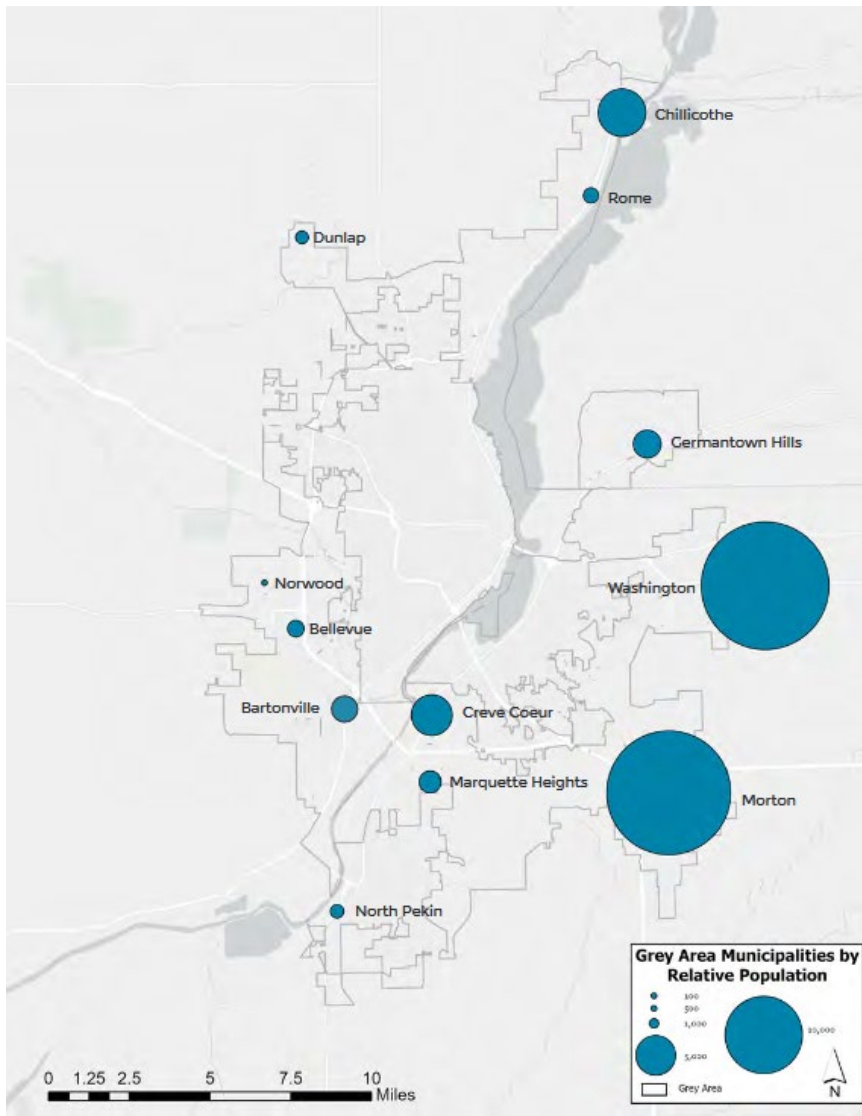 Chillicothe
Rome
Dunlap
Germantown Hills
Washington
Norwood
Bellevue
Bartonville
Creve Coeur
Marquette Heights
Morton
North Pekin
Grey Area Municipalities by
Relative Population
100
500
1,000
5,000
10,000
Grey Area
N
0 1.25 2.5 5 7.5 10
Miles